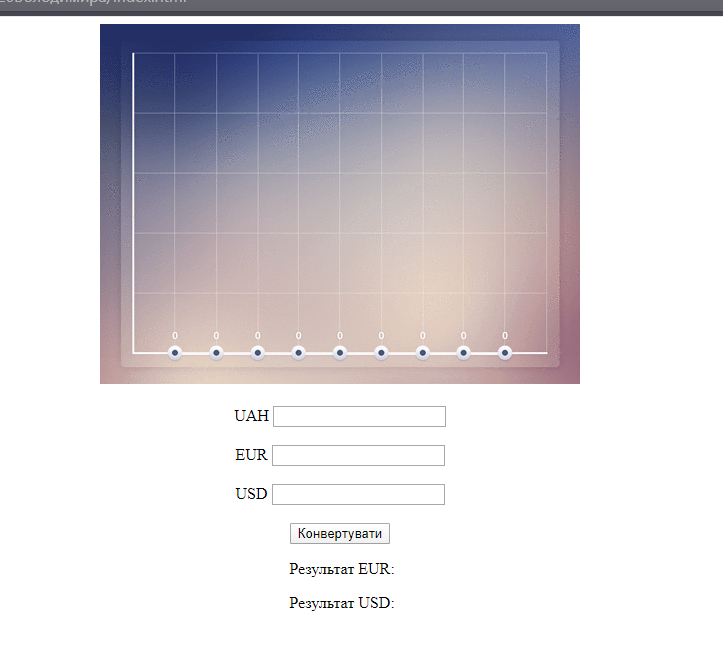 0 0 0 0 0 0 0 0 0
UAH
EUR
USD
Конвертувати
Результат EUR:
Результат USD: